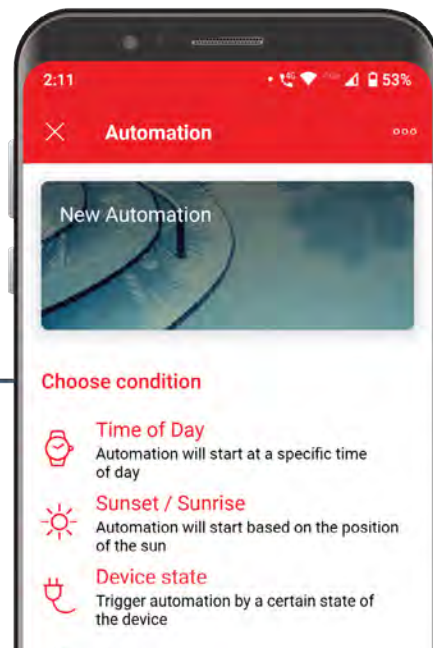 2:11
4G
53%
Automation
New Automation
Choose condition
Time of Day
Automation will start at a specific time
of day
Sunset / Sunrise
Automation will start based on the position
of the sun
Device state
Trigger automation by a certain state of
the device